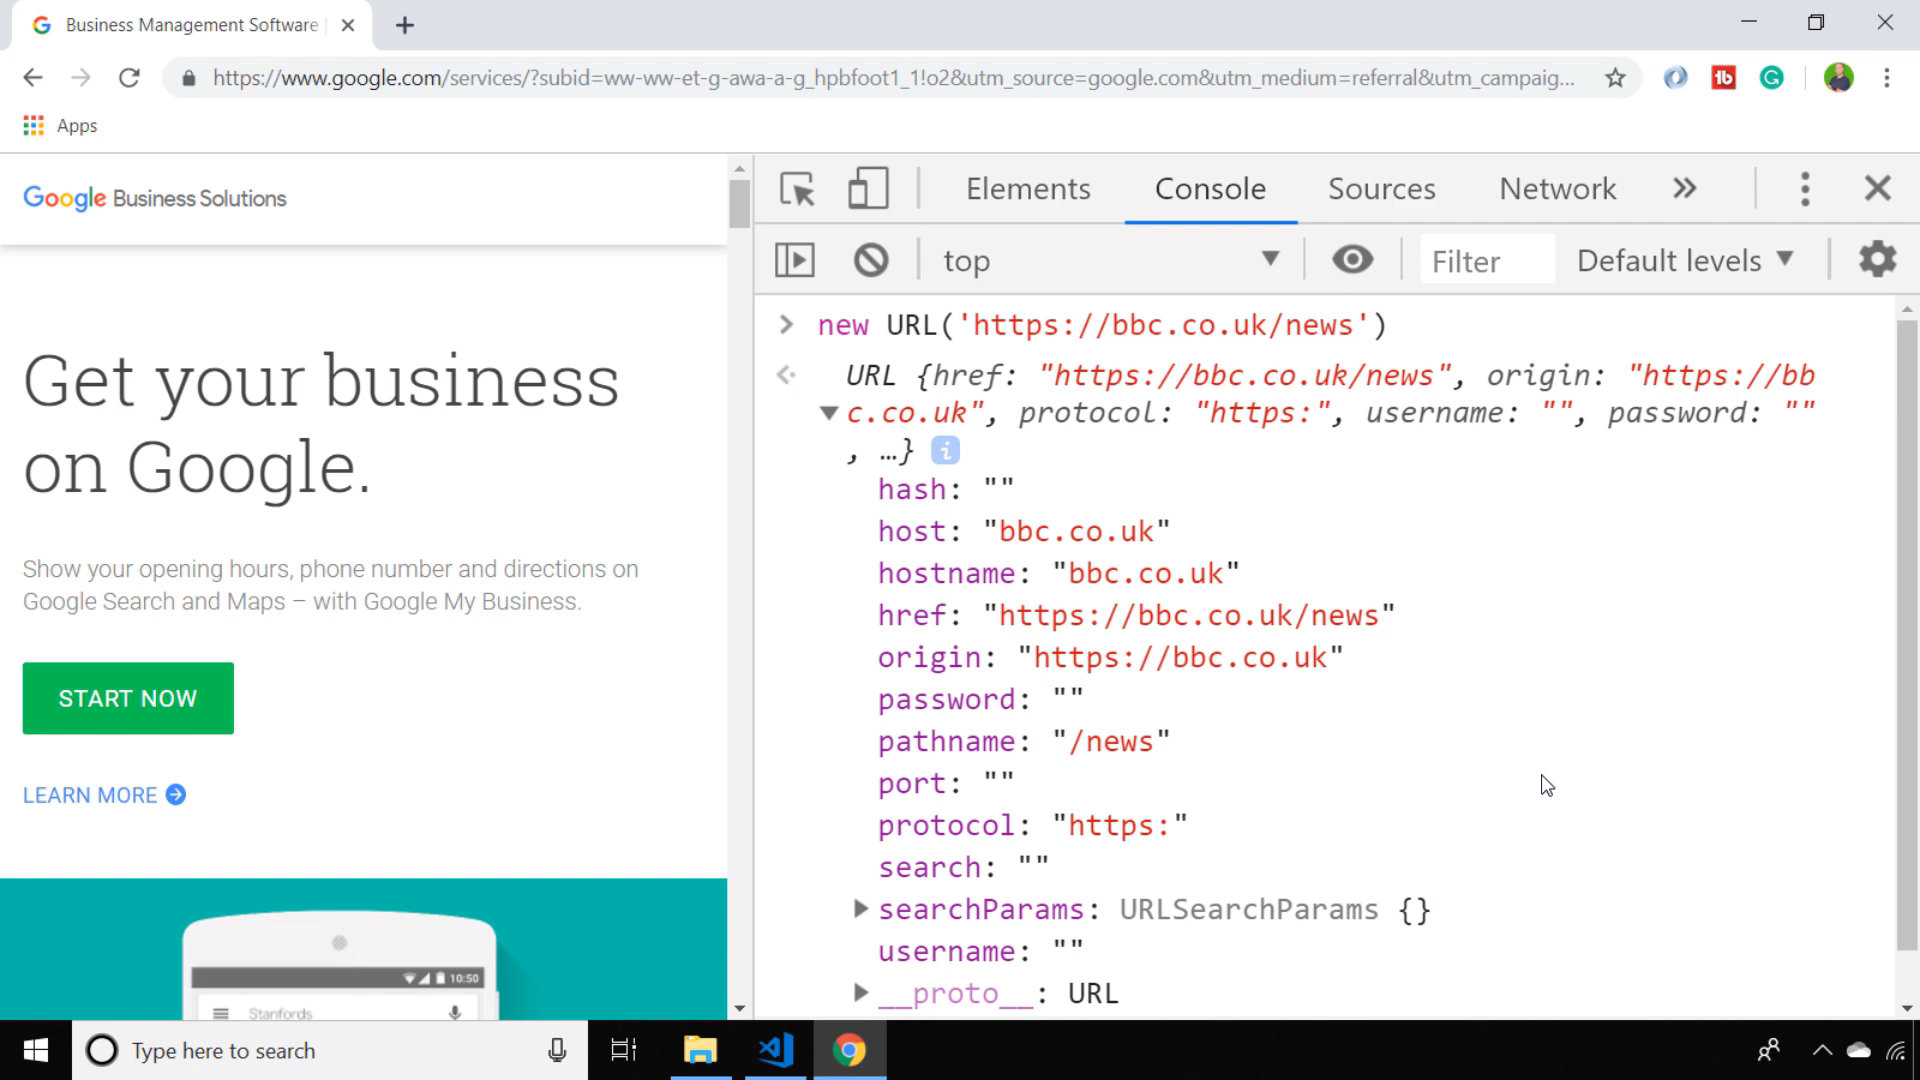 Business Management Software
https://www.google.com/services/?subid=ww-ww-et-g-awa-a-g_hpbfoot1_1!o2&utm_source=google.com&utm_medium=referral&utm_campaig...
Apps
Google Business Solutions
Get your business
on Google.
Show your opening hours, phone number and directions on
Google Search and Maps – with Google My Business.
START NOW
LEARN MORE
10:50
Stanfords
Elements Console Sources Network »
top Filter Default levels
> new URL('https://bbc.co.uk/news')
URL {href: "https://bbc.co.uk/news", origin: "https://bb
c.co.uk", protocol: "https:", username: "", password: ""
, …} i
hash: ""
host: "bbc.co.uk"
hostname: "bbc.co.uk"
href: "https://bbc.co.uk/news"
origin: "https://bbc.co.uk"
password: ""
pathname: "/news"
port: ""
protocol: "https:"
search: ""
searchParams: URLSearchParams {}
username: ""
__proto__: URL
Type here to search